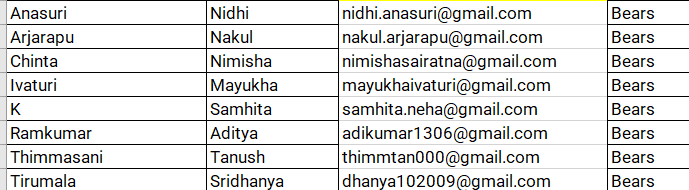 Anasuri Nidhi nidhi.anasuri@gmail.com Bears
Arjarapu Nakul nakul.arjarapu@gmail.com Bears
Chinta Nimisha nimishasairatna@gmail.com Bears
Ivaturi Mayukha mayukhaivaturi@gmail.com Bears
K Samhita samhita.neha@gmail.com Bears
Ramkumar Aditya adikumar1306@gmail.com Bears
Thimmasani Tanush thimmtan000@gmail.com Bears
Tirumala Sridhanya dhanya102009@gmail.com Bears